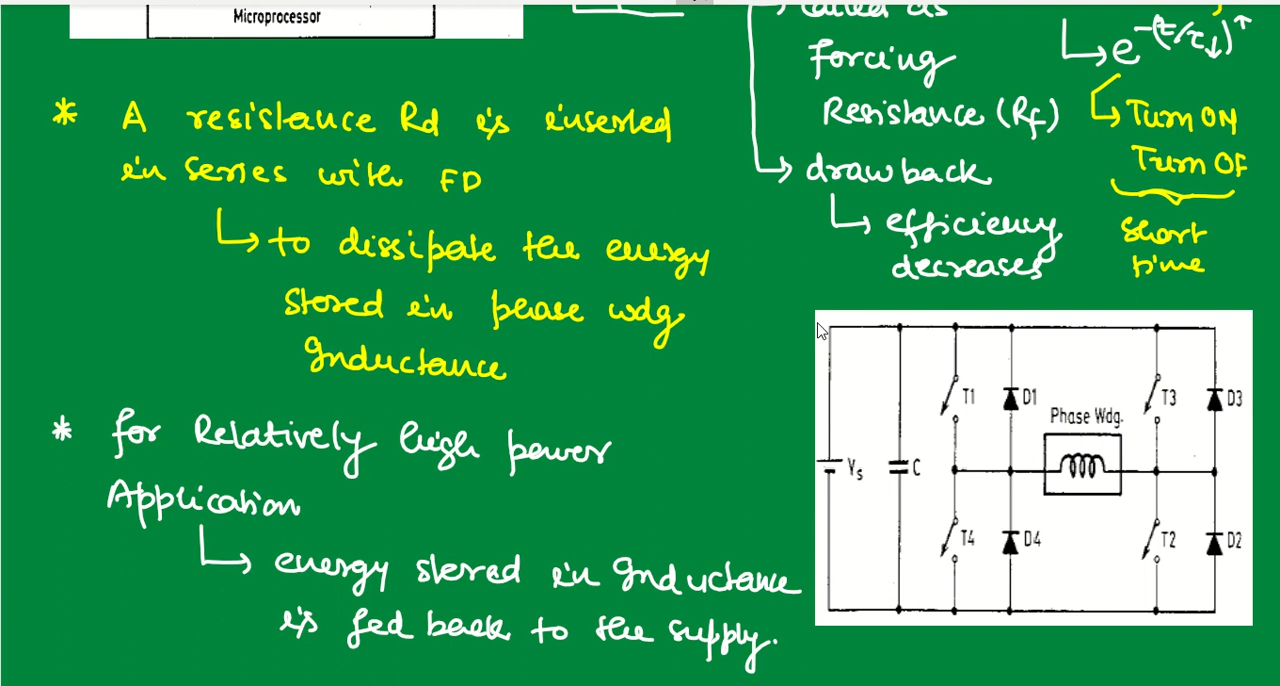 Microprocessor
called as
forcing
Resistance (Rf)
drawback
efficiency
decreases
e^-(t/τ↓)↑
Turn ON
Turn OF
Short
time
* A resistance Rd is inserted
in series with FD
to dissipate the energy
stored in phase wdg
Inductance
* for Relatively high power
Application
energy stored in Inductance
is fed back to the supply.
T1 D1 Phase Wdg. T3 D3
Vs C
T4 D4 T2 D2